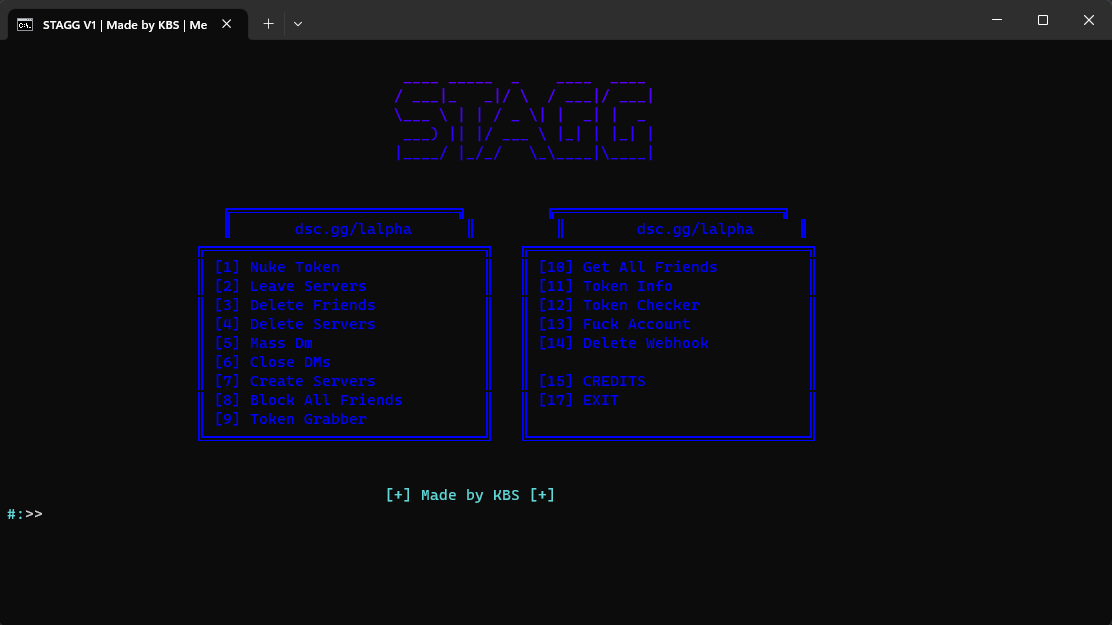 STAGG V1 | Made by KBS | Me
STAGG
dsc.gg/lalpha
dsc.gg/lalpha
[1] Nuke Token
[2] Leave Servers
[3] Delete Friends
[4] Delete Servers
[5] Mass Dm
[6] Close DMs
[7] Create Servers
[8] Block All Friends
[9] Token Grabber
[10] Get All Friends
[11] Token Info
[12] Token Checker
[13] Fuck Account
[14] Delete Webhook
[15] CREDITS
[17] EXIT
[+] Made by KBS [+]
#:>>